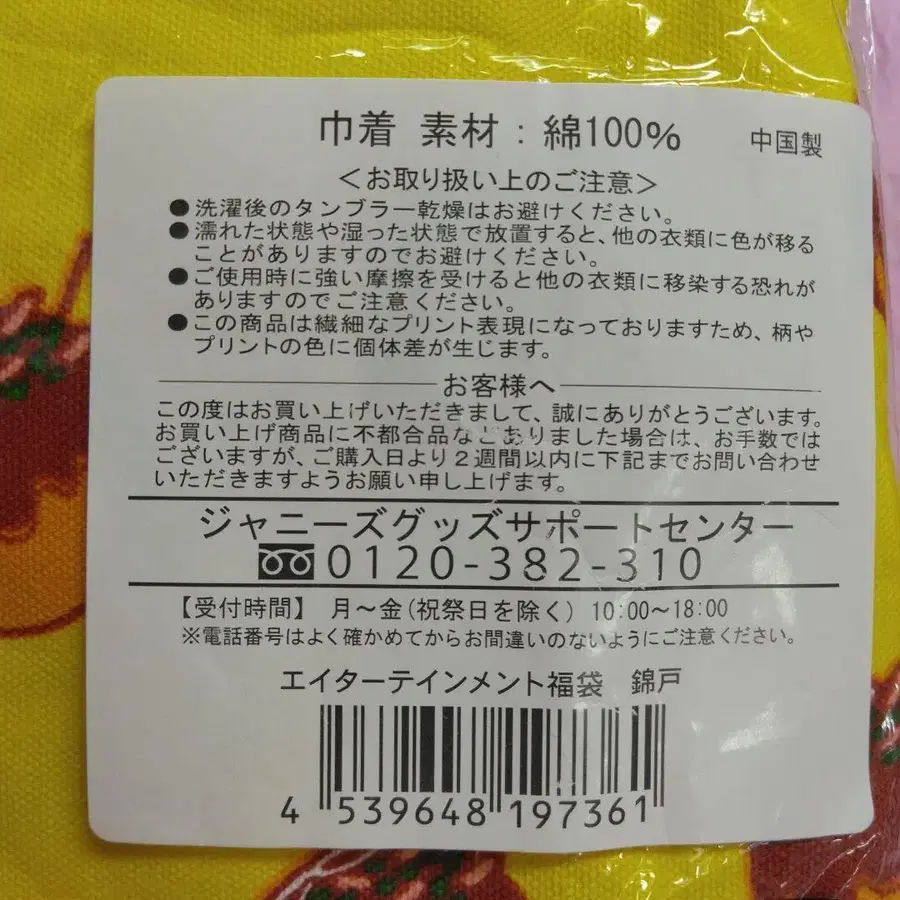 巾着 素材：綿100% 中国製
＜お取り扱い上のご注意＞
●洗濯後のタンブラー乾燥はお避けください。
●濡れた状態や湿った状態で放置すると、他の衣類に色が移る
ことがありますのでお避けください。
●ご使用時に強い摩擦を受けると他の衣類に移染する恐れが
ありますのでご注意ください。
●この商品は繊細なプリント表現になっておりますため、柄や
プリントの色に個体差が生じます。
お客様へ
この度はお買い上げいただきまして、誠にありがとうございます。
お買い上げ商品に不都合品などありました場合は、お手数では
ございますが、ご購入日より２週間以内に下記までお問い合わせ
いただきますようお願い申し上げます。
ジャニーズグッズサポートセンター
0120-382-310
【受付時間】 月～金(祝祭日を除く) 10:00～18:00
※電話番号はよく確かめてからお間違いのないようにご注意ください。
エイターテインメント福袋 錦戸
4 539648 197361